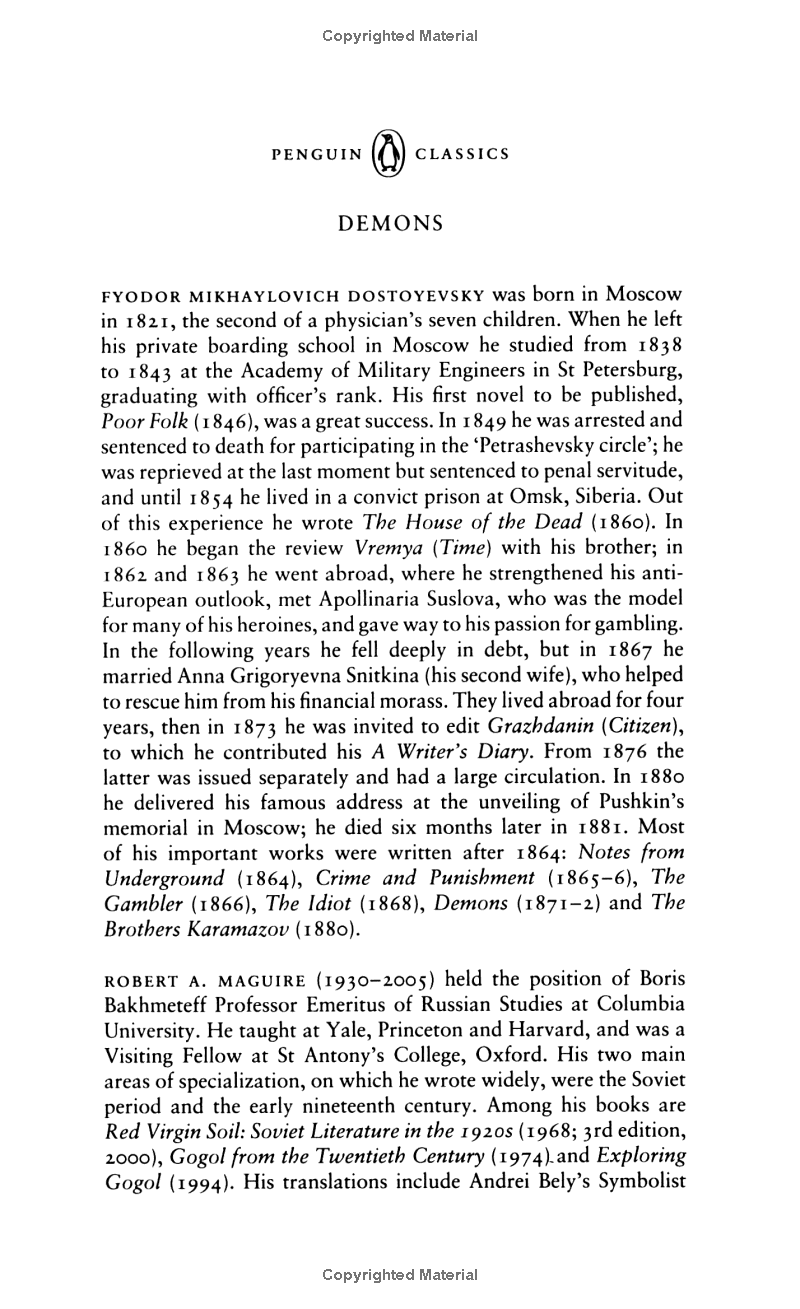 Copyrighted Material
PENGUIN CLASSICS
DEMONS
FYODOR MIKHAYLOVICH DOSTOYEVSKY was born in Moscow
in 1821, the second of a physician's seven children. When he left
his private boarding school in Moscow he studied from 1838
to 1843 at the Academy of Military Engineers in St Petersburg,
graduating with officer's rank. His first novel to be published,
Poor Folk (1846), was a great success. In 1849 he was arrested and
sentenced to death for participating in the 'Petrashevsky circle'; he
was reprieved at the last moment but sentenced to penal servitude,
and until 1854 he lived in a convict prison at Omsk, Siberia. Out
of this experience he wrote The House of the Dead (1860). In
1860 he began the review Vremya (Time) with his brother; in
1862 and 1863 he went abroad, where he strengthened his anti-
European outlook, met Apollinaria Suslova, who was the model
for many of his heroines, and gave way to his passion for gambling.
In the following years he fell deeply in debt, but in 1867 he
married Anna Grigoryevna Snitkina (his second wife), who helped
to rescue him from his financial morass. They lived abroad for four
years, then in 1873 he was invited to edit Grazhdanin (Citizen),
to which he contributed his A Writer's Diary. From 1876 the
latter was issued separately and had a large circulation. In 1880
he delivered his famous address at the unveiling of Pushkin's
memorial in Moscow; he died six months later in 1881. Most
of his important works were written after 1864: Notes from
Underground (1864), Crime and Punishment (1865–6), The
Gambler (1866), The Idiot (1868), Demons (1871–2) and The
Brothers Karamazov (1880).
ROBERT A. MAGUIRE (1930–2005) held the position of Boris
Bakhmeteff Professor Emeritus of Russian Studies at Columbia
University. He taught at Yale, Princeton and Harvard, and was a
Visiting Fellow at St Antony's College, Oxford. His two main
areas of specialization, on which he wrote widely, were the Soviet
period and the early nineteenth century. Among his books are
Red Virgin Soil: Soviet Literature in the 1920s (1968; 3rd edition,
2000), Gogol from the Twentieth Century (1974) and Exploring
Gogol (1994). His translations include Andrei Bely's Symbolist
Copyrighted Material